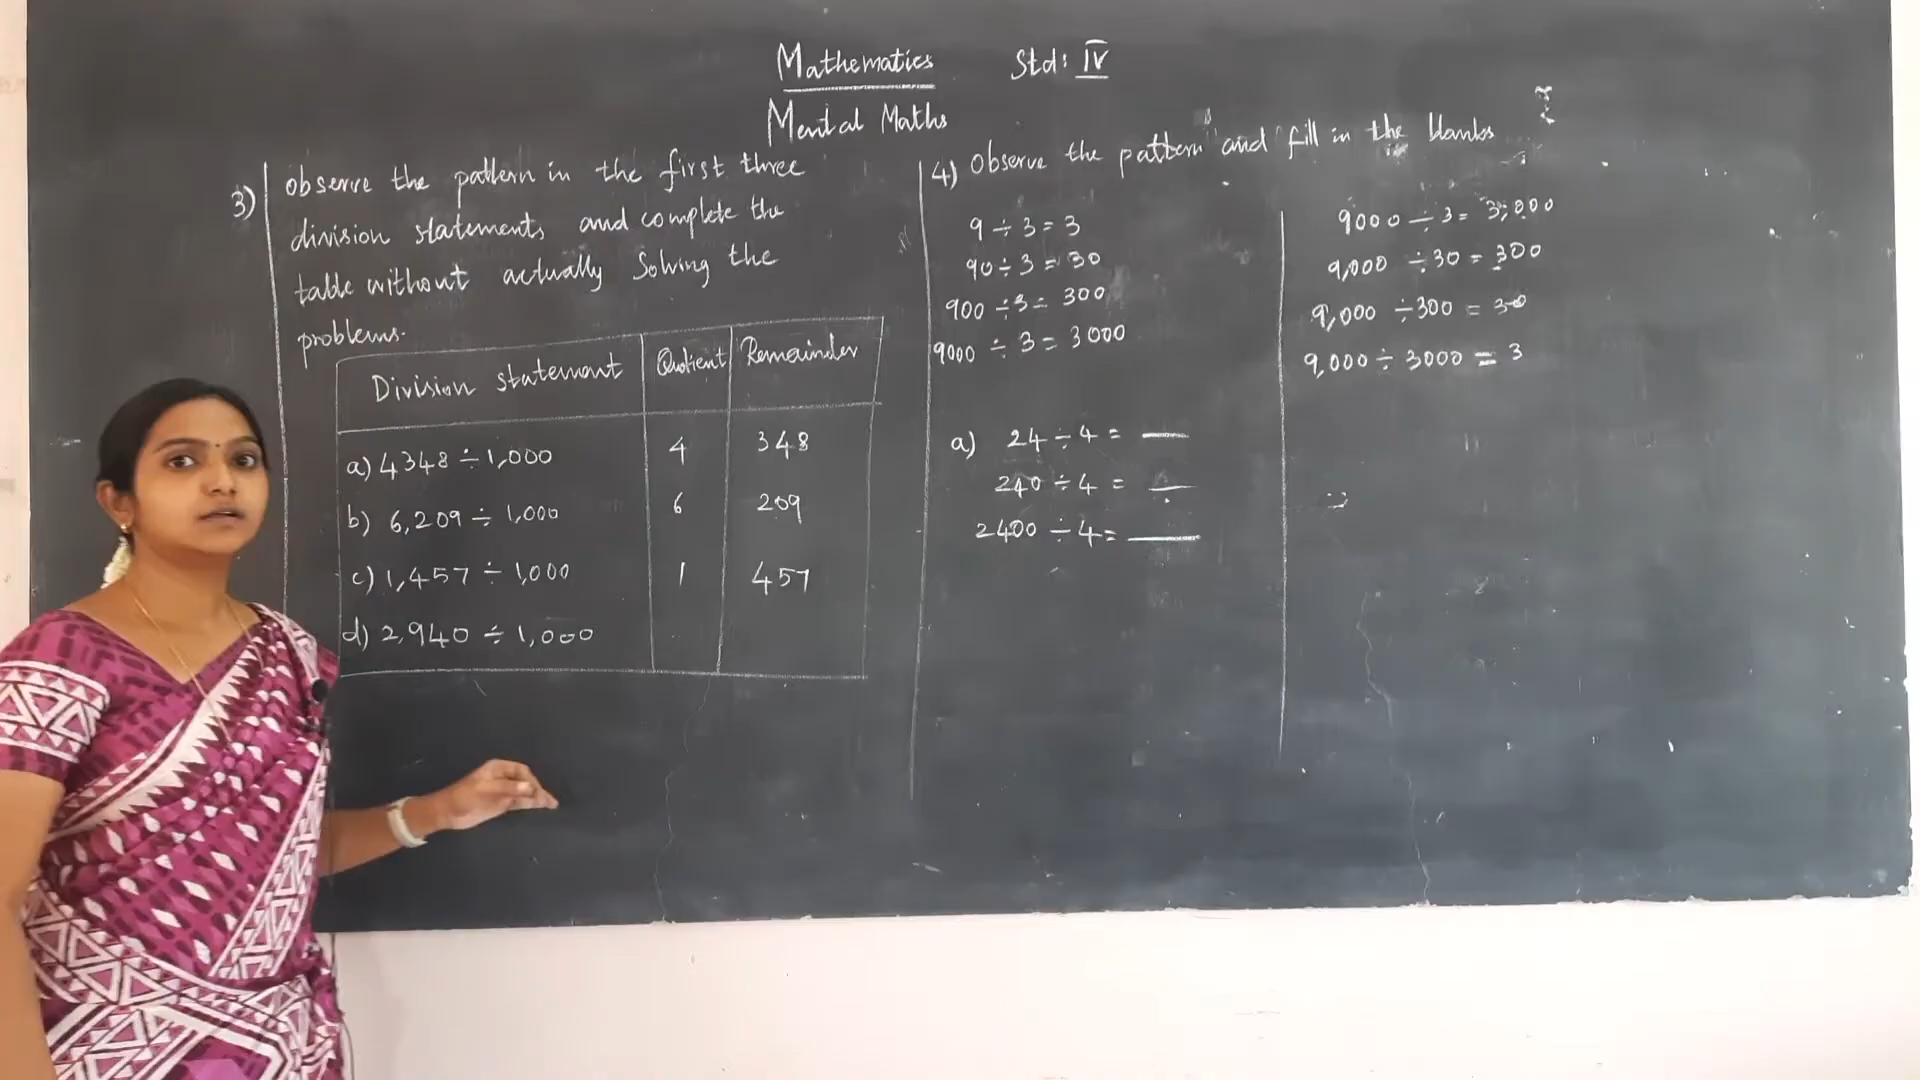 Mathematics Std: IV
Mental Maths
3) observe the pattern in the first three
division statements and complete the
table without actually Solving the
problems.
Division statement Quotient Remainder
a) 4348 ÷ 1,000 4 348
b) 6,209 ÷ 1,000 6 209
c) 1,457 ÷ 1,000 1 457
d) 2,940 ÷ 1,000
4) Observe the pattern and fill in the blanks
9 ÷ 3 = 3
90 ÷ 3 = 30
900 ÷ 3 = 300
9000 ÷ 3 = 3000
a) 24 ÷ 4 = __
240 ÷ 4 = __
2400 ÷ 4 = __
9000 ÷ 3 = 3,000
9,000 ÷ 30 = 300
9,000 ÷ 300 = 30
9,000 ÷ 3000 = 3